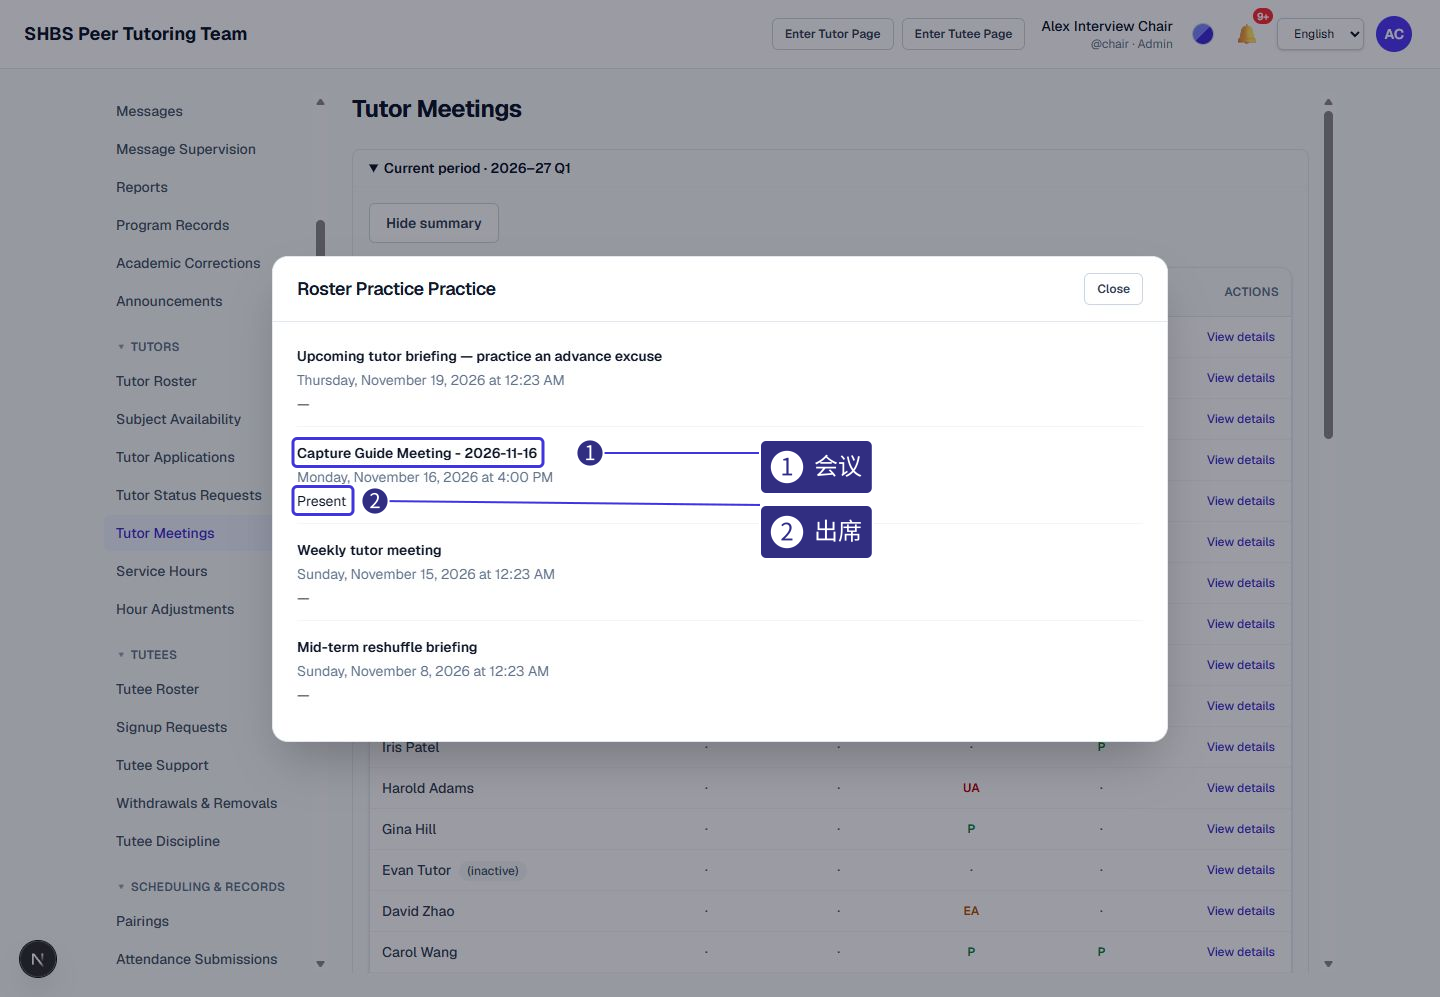 SHBS Peer Tutoring Team
Enter Tutor Page
Enter Tutee Page
Alex Interview Chair
@chair · Admin
9+
English
AC
Messages
Message Supervision
Reports
Program Records
Academic Corrections
Announcements
TUTORS
Tutor Roster
Subject Availability
Tutor Applications
Tutor Status Requests
Tutor Meetings
Service Hours
Hour Adjustments
TUTEES
Tutee Roster
Signup Requests
Tutee Support
Withdrawals & Removals
Tutee Discipline
SCHEDULING & RECORDS
Pairings
Attendance Submissions
N
Tutor Meetings
▼ Current period · 2026–27 Q1
Hide summary
ACTIONS
View details
View details
View details
View details
View details
View details
View details
View details
View details
View details
Roster Practice Practice
Close
Upcoming tutor briefing — practice an advance excuse
Thursday, November 19, 2026 at 12:23 AM
—
Capture Guide Meeting - 2026-11-16
1
1 会议
Monday, November 16, 2026 at 4:00 PM
Present
2
2 出席
Weekly tutor meeting
Sunday, November 15, 2026 at 12:23 AM
—
Mid-term reshuffle briefing
Sunday, November 8, 2026 at 12:23 AM
—
Iris Patel · · · P View details
Harold Adams · · UA · View details
Gina Hill · · P · View details
Evan Tutor (inactive) · · · · View details
David Zhao · · EA · View details
Carol Wang · · P P View details